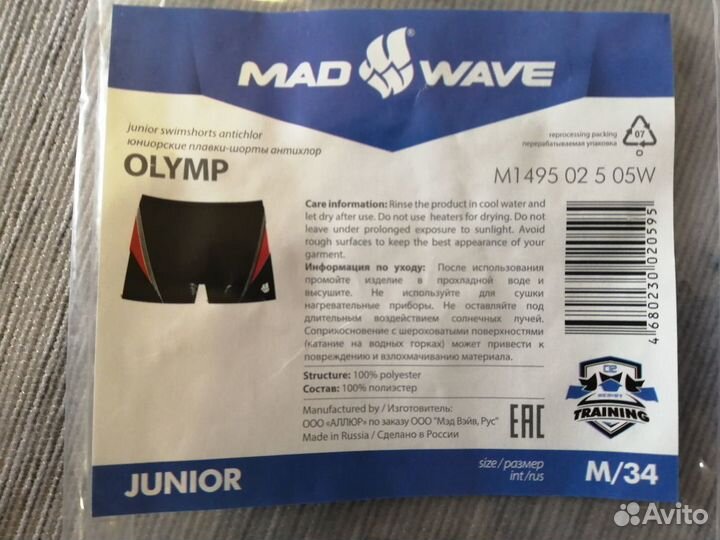 MAD WAVE
junior swimshorts antichlor
юниорские плавки-шорты антихлор
OLYMP
reprocessing packing
перерабатываемая упаковка
07
O
M1495 02 5 05W
Care information: Rinse the product in cool water and
let dry after use. Do not use heaters for drying. Do not
leave under prolonged exposure to sunlight. Avoid
rough surfaces to keep the best appearance of your
garment.
Информация по уходу: После использования
промойте изделие в прохладной воде и
высушите. Не используйте для сушки
нагревательные приборы. Не оставляйте под
длительным воздействием солнечных лучей.
Соприкосновение с шероховатыми поверхностями
(катание на водных горках) может привести к
повреждению и взлохмачиванию материала.
4 680230 020595
Structure: 100% polyester
Состав: 100% полиэстер
Manufactured by / Изготовитель:
ООО «АЛЛЮР» по заказу ООО "Мэд Вэйв, Рус"
Made in Russia / Сделано в России
EAC
TRAINING
JUNIOR
size/размер
int/rus
M/34
Avito